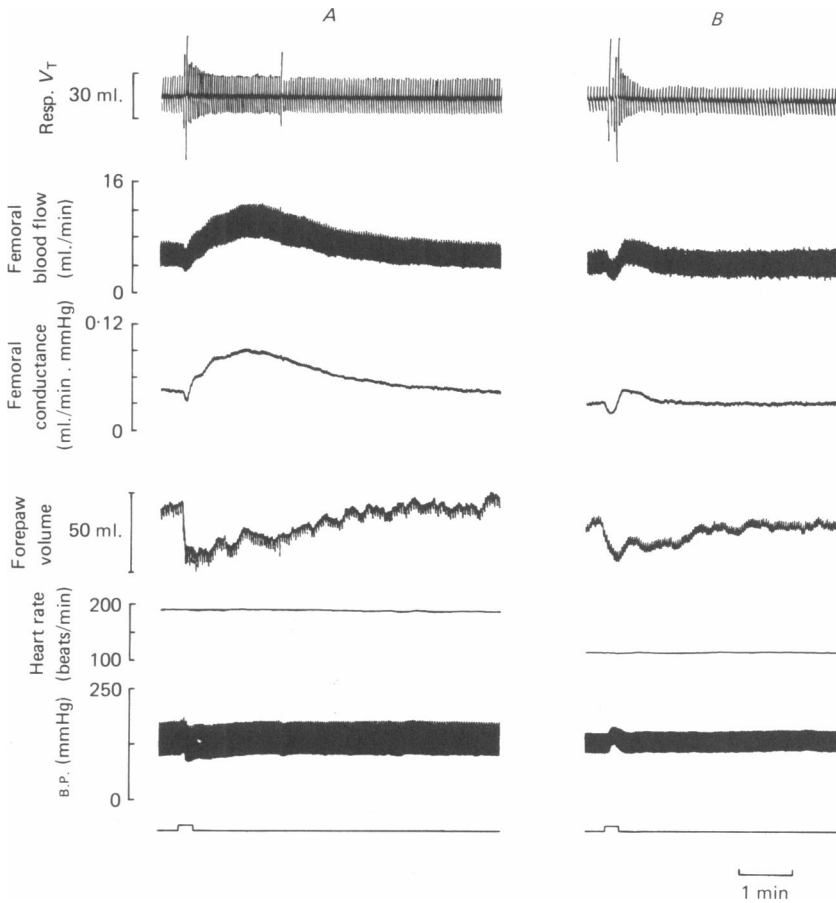 A
B
Resp. VT
30 ml.
Femoral
blood flow
(ml./min)
16
0
Femoral
conductance
(ml./min . mmHg)
0·12
0
Forepaw
volume
50 ml.
Heart rate
(beats/min)
200
100
B.P. (mmHg)
250
0
1 min